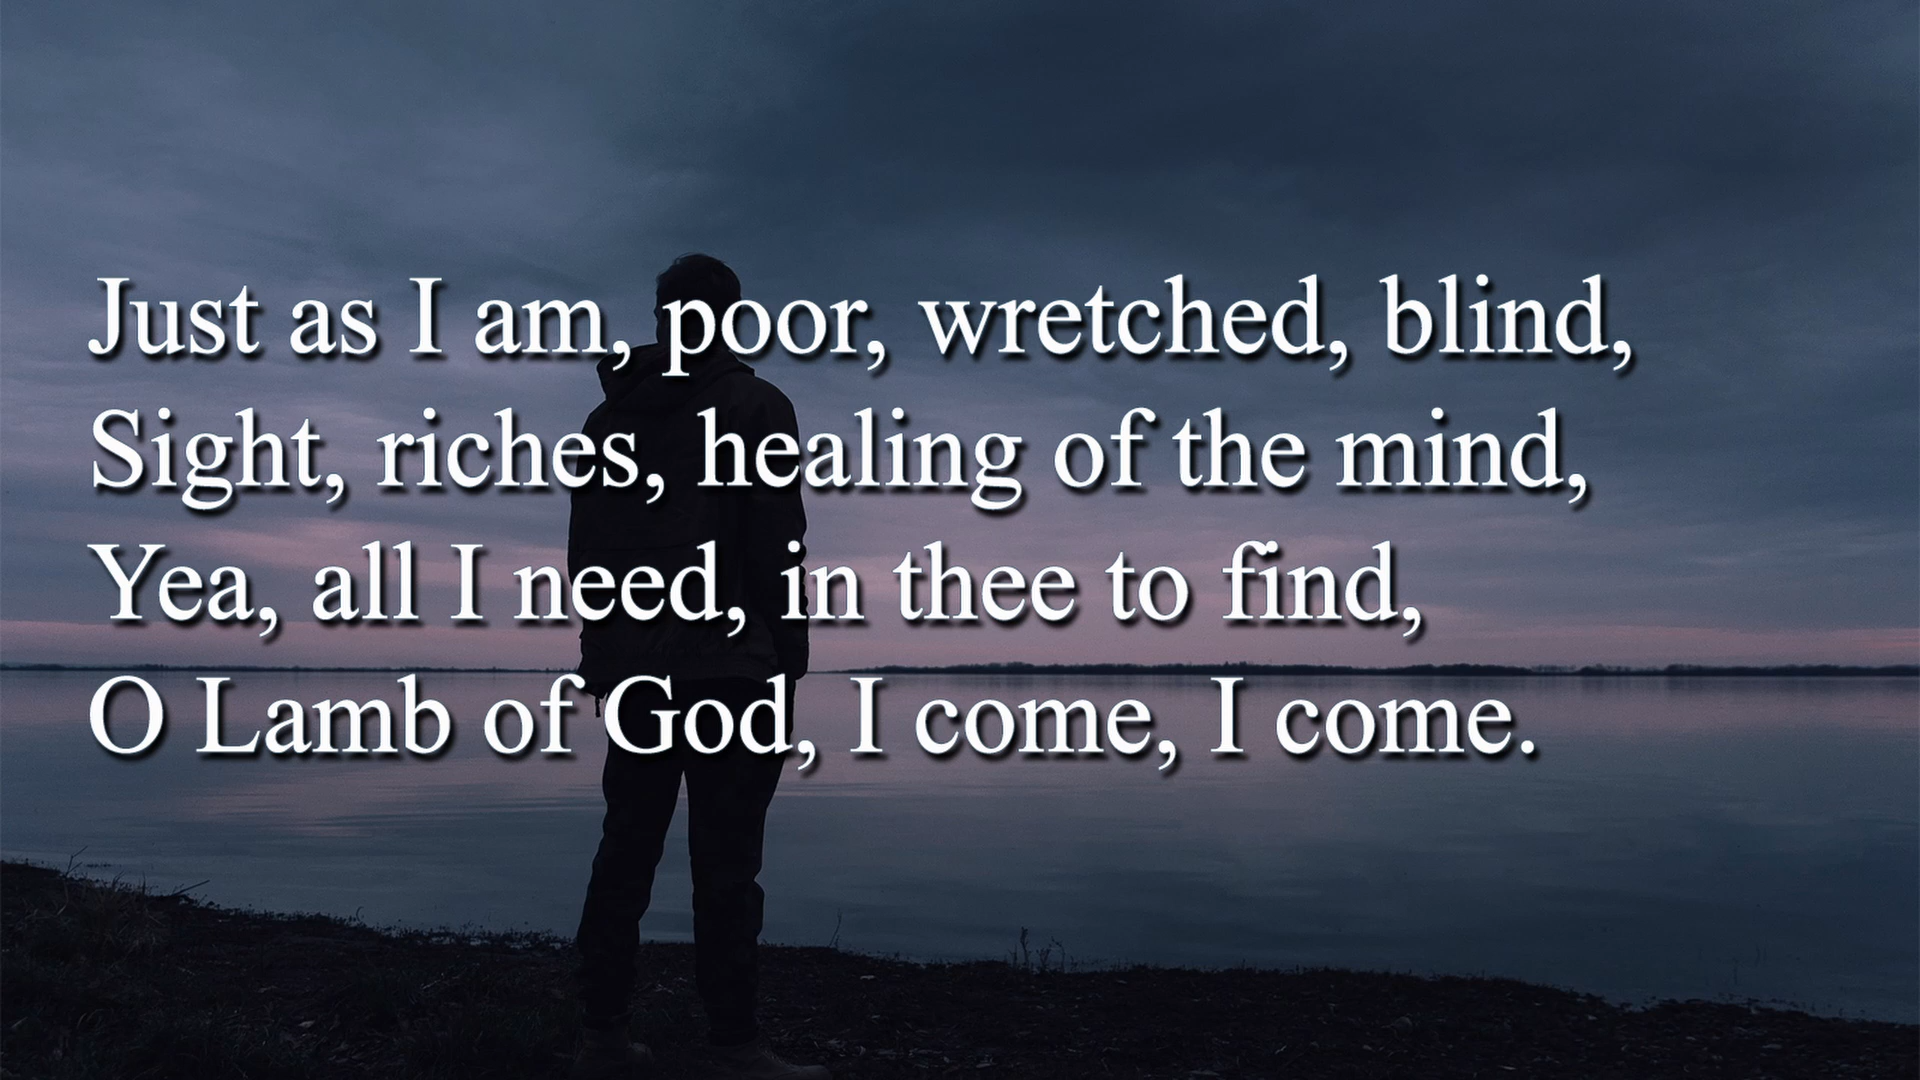 Just as I am, poor, wretched, blind,
Sight, riches, healing of the mind,
Yea, all I need, in thee to find,
O Lamb of God, I come, I come.